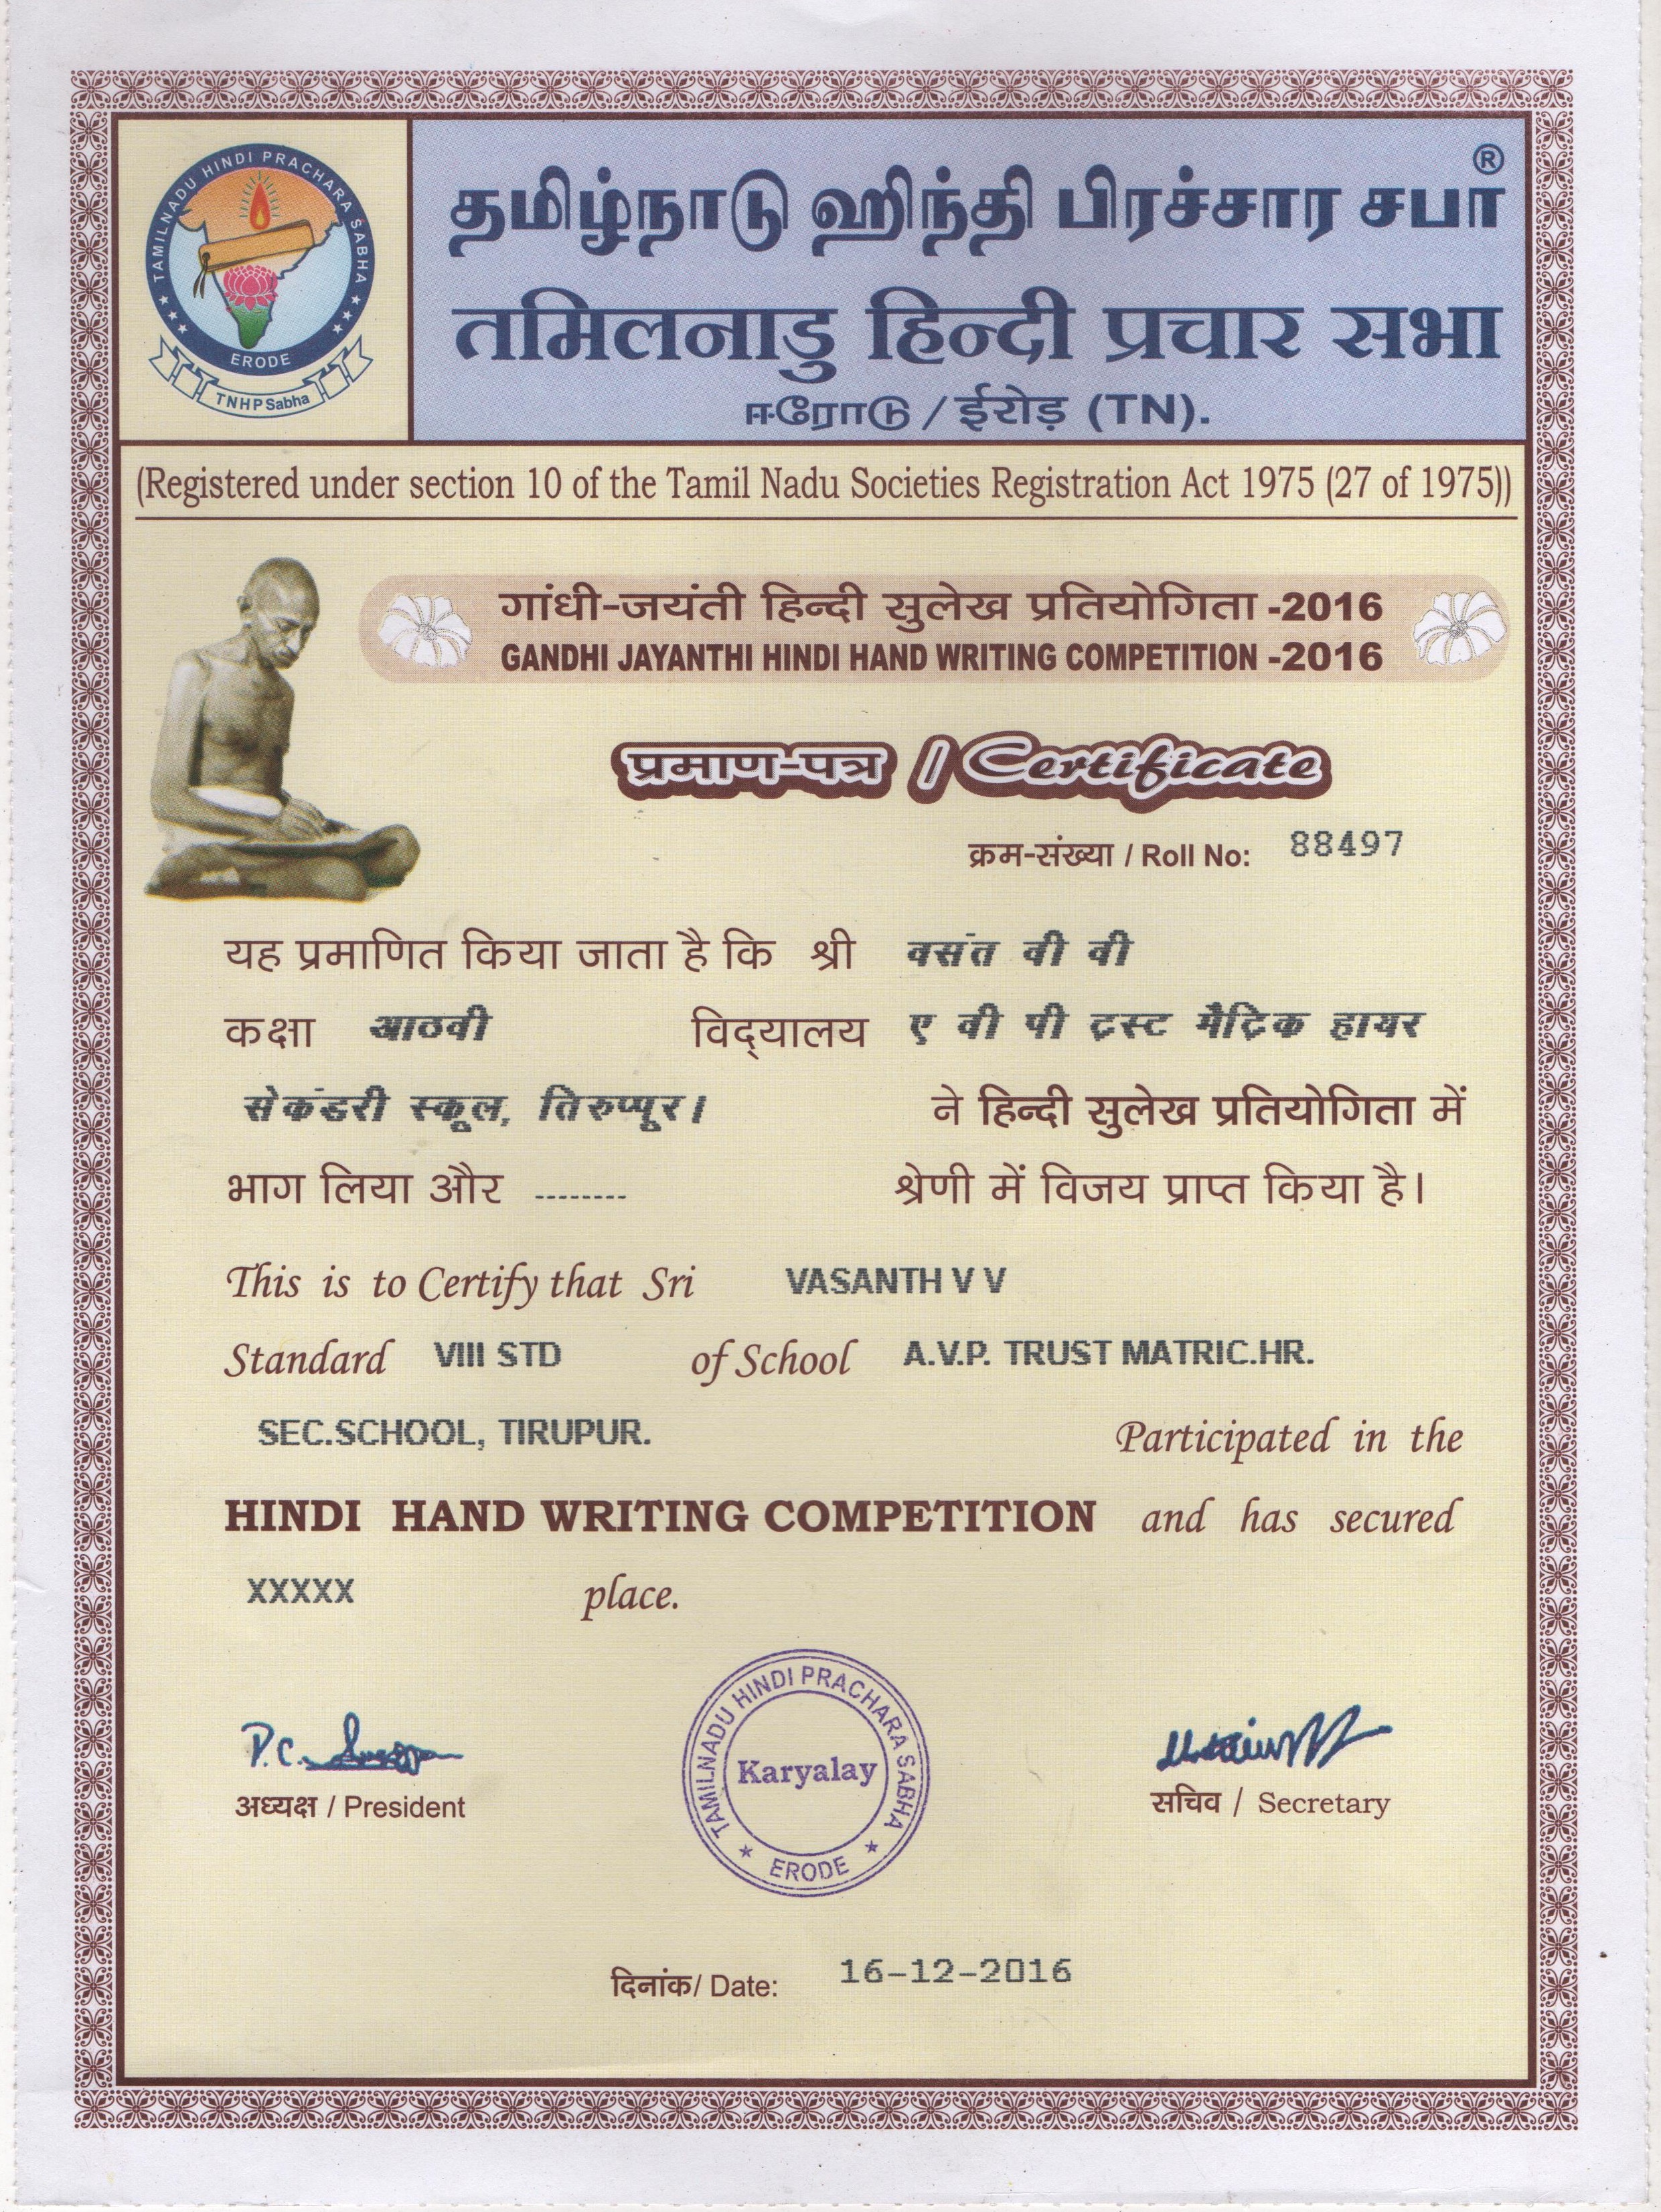 TAMILNADU HINDI PRACHARA SABHA
ERODE
TNHP Sabha
தமிழ்நாடு ஹிந்தி பிரச்சார சபா ®
तमिलनाडु हिन्दी प्रचार सभा
ஈரோடு / ईरोड़ (TN).
(Registered under section 10 of the Tamil Nadu Societies Registration Act 1975 (27 of 1975))
गांधी-जयंती हिन्दी सुलेख प्रतियोगिता -2016
GANDHI JAYANTHI HINDI HAND WRITING COMPETITION -2016
प्रमाण-पत्र / Certificate
क्रम-संख्या / Roll No: 88497
यह प्रमाणित किया जाता है कि श्री वसंत वी वी
कक्षा आठवी विद्यालय ए वी पी ट्रस्ट मैट्रिक हायर
सेकंडरी स्कूल, तिरुप्पूर। ने हिन्दी सुलेख प्रतियोगिता में
भाग लिया और -------- श्रेणी में विजय प्राप्त किया है।
This is to Certify that Sri VASANTH V V
Standard VIII STD of School A.V.P. TRUST MATRIC.HR.
SEC.SCHOOL, TIRUPUR. Participated in the
HINDI HAND WRITING COMPETITION and has secured
XXXXX place.
P.C.
अध्यक्ष / President
TAMILNADU HINDI PRACHARA SABHA
Karyalay
ERODE
सचिव / Secretary
दिनांक/ Date: 16-12-2016